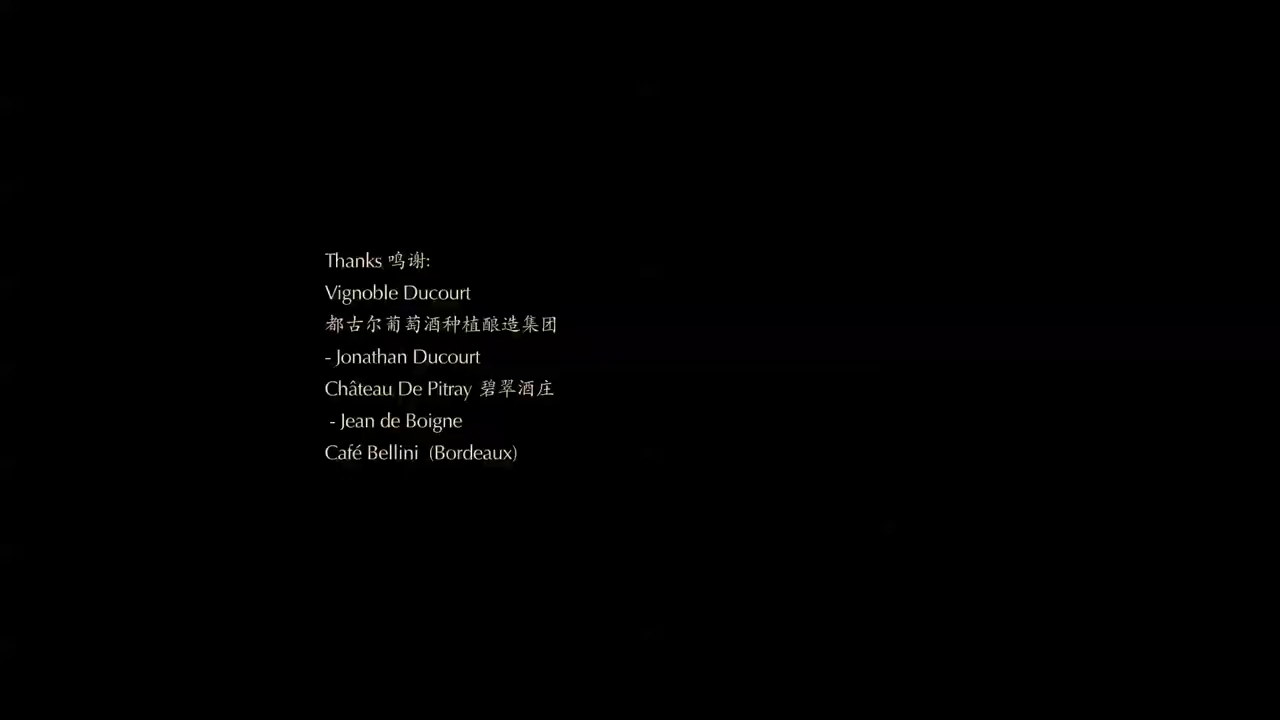 Thanks 鸣谢:
Vignoble Ducourt
都古尔葡萄酒种植酿造集团
- Jonathan Ducourt
Château De Pitray 碧翠酒庄
- Jean de Boigne
Café Bellini (Bordeaux)